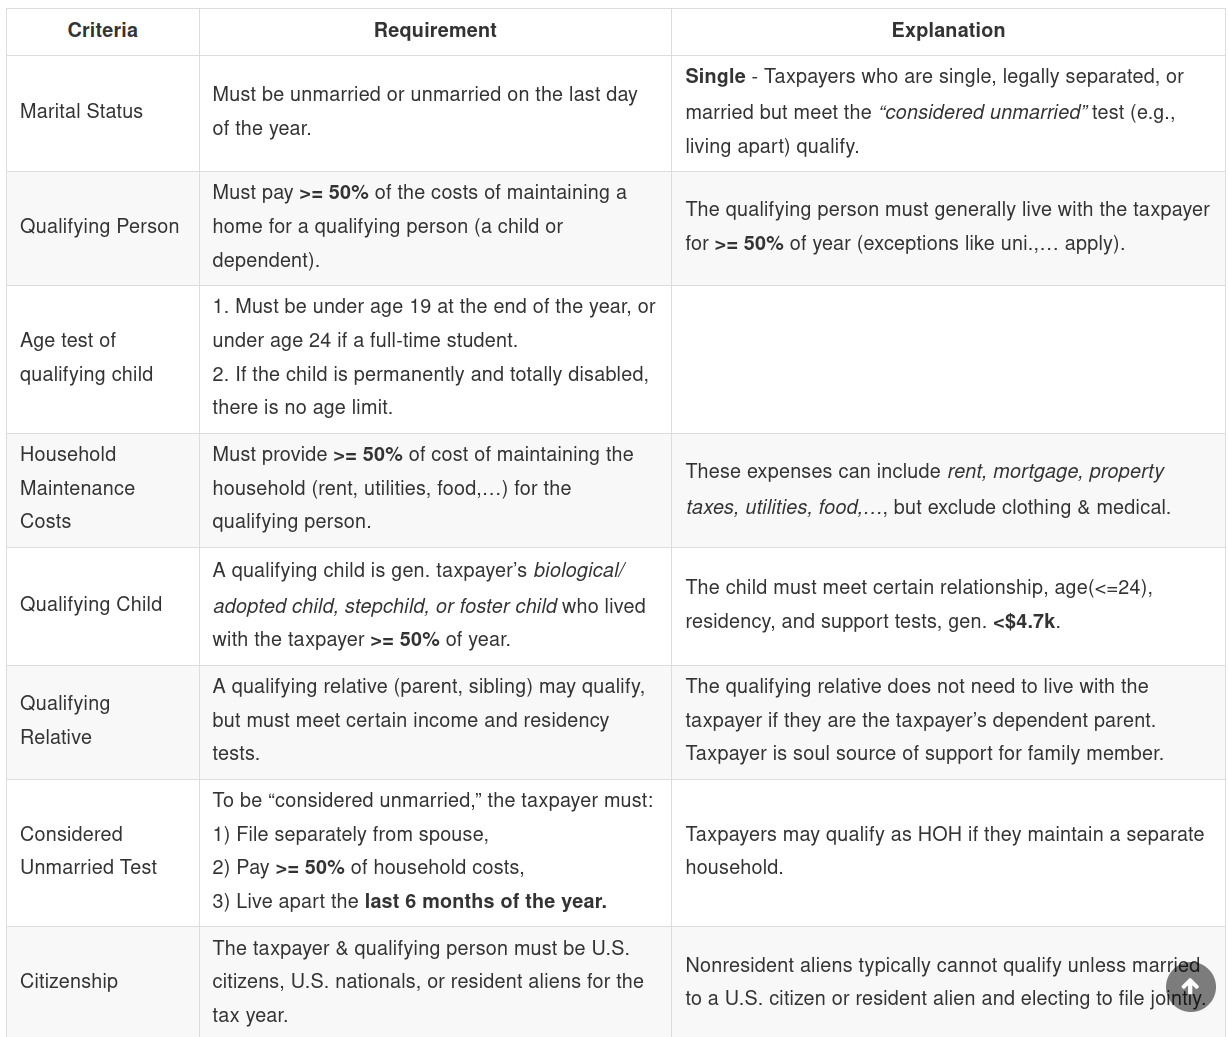 Criteria
Requirement
Explanation
Marital Status
Must be unmarried or unmarried on the last day
of the year.
Single - Taxpayers who are single, legally separated, or
married but meet the “considered unmarried” test (e.g.,
living apart) qualify.
Qualifying Person
Must pay >= 50% of the costs of maintaining a
home for a qualifying person (a child or
dependent).
The qualifying person must generally live with the taxpayer
for >= 50% of year (exceptions like uni.,… apply).
Age test of
qualifying child
1. Must be under age 19 at the end of the year, or
under age 24 if a full-time student.
2. If the child is permanently and totally disabled,
there is no age limit.
Household
Maintenance
Costs
Must provide >= 50% of cost of maintaining the
household (rent, utilities, food,…) for the
qualifying person.
These expenses can include rent, mortgage, property
taxes, utilities, food,…, but exclude clothing & medical.
Qualifying Child
A qualifying child is gen. taxpayer’s biological/
adopted child, stepchild, or foster child who lived
with the taxpayer >= 50% of year.
The child must meet certain relationship, age(<=24),
residency, and support tests, gen. <$4.7k.
Qualifying
Relative
A qualifying relative (parent, sibling) may qualify,
but must meet certain income and residency
tests.
The qualifying relative does not need to live with the
taxpayer if they are the taxpayer’s dependent parent.
Taxpayer is soul source of support for family member.
Considered
Unmarried Test
To be “considered unmarried,” the taxpayer must:
1) File separately from spouse,
2) Pay >= 50% of household costs,
3) Live apart the last 6 months of the year.
Taxpayers may qualify as HOH if they maintain a separate
household.
Citizenship
The taxpayer & qualifying person must be U.S.
citizens, U.S. nationals, or resident aliens for the
tax year.
Nonresident aliens typically cannot qualify unless married
to a U.S. citizen or resident alien and electing to file jointly.